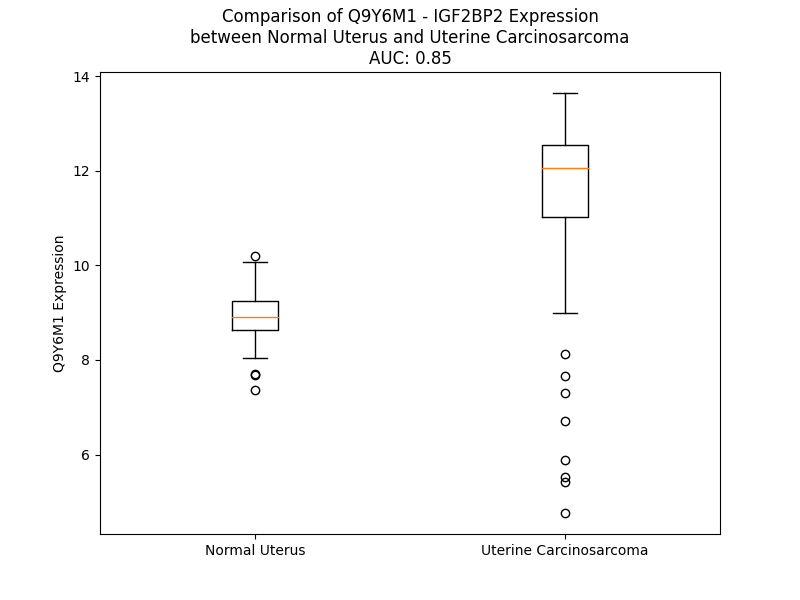 Comparison of Q9Y6M1 - IGF2BP2 Expression
between Normal Uterus and Uterine Carcinosarcoma
AUC: 0.85
14
12
10
8
6
Q9Y6M1 Expression
Normal Uterus
Uterine Carcinosarcoma